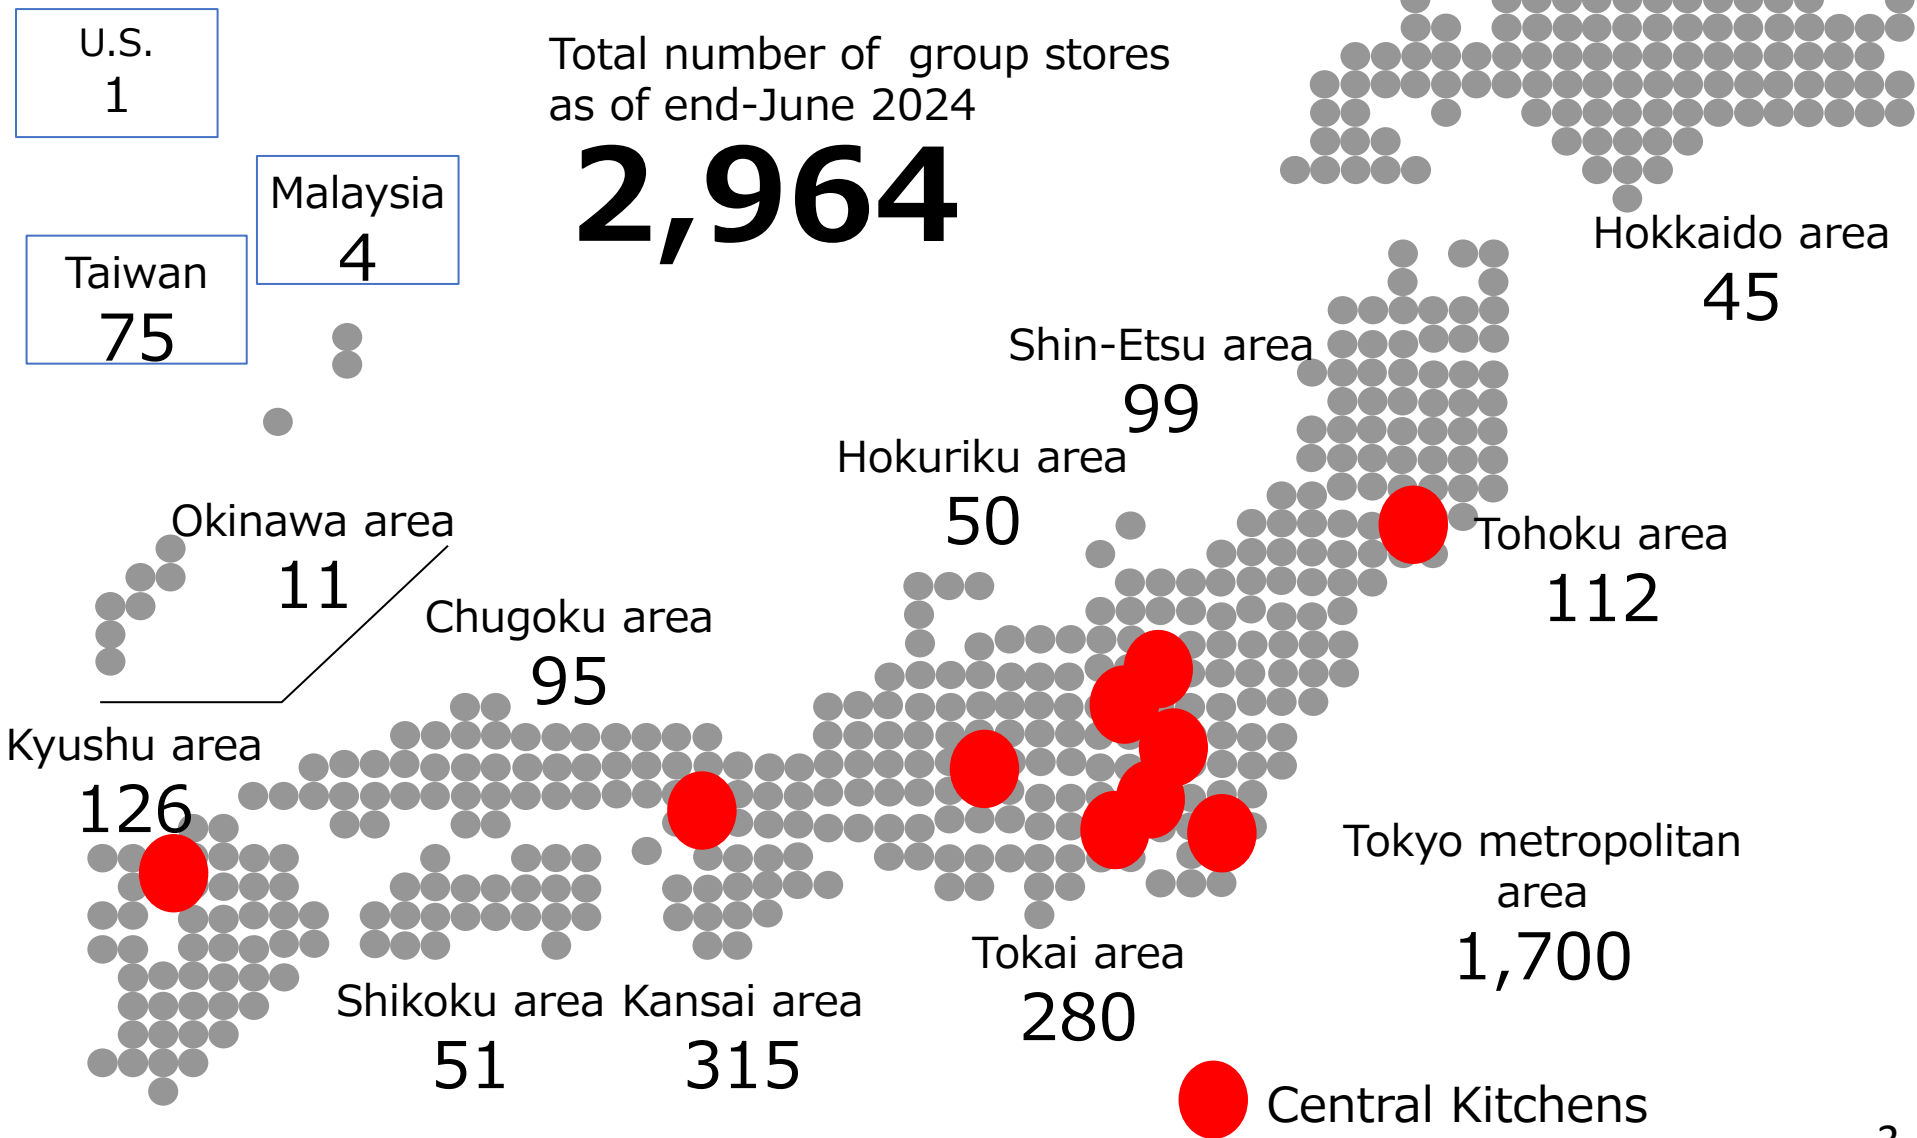 U.S.
1
Total number of group stores
as of end-June 2024
2,964
Malaysia
4
Taiwan
75
Hokkaido area
45
Shin-Etsu area
99
Hokuriku area
50
Okinawa area
11
Tohoku area
112
Chugoku area
95
Kyushu area
126
Tokyo metropolitan
area
1,700
Tokai area
280
Shikoku area
51
Kansai area
315
Central Kitchens